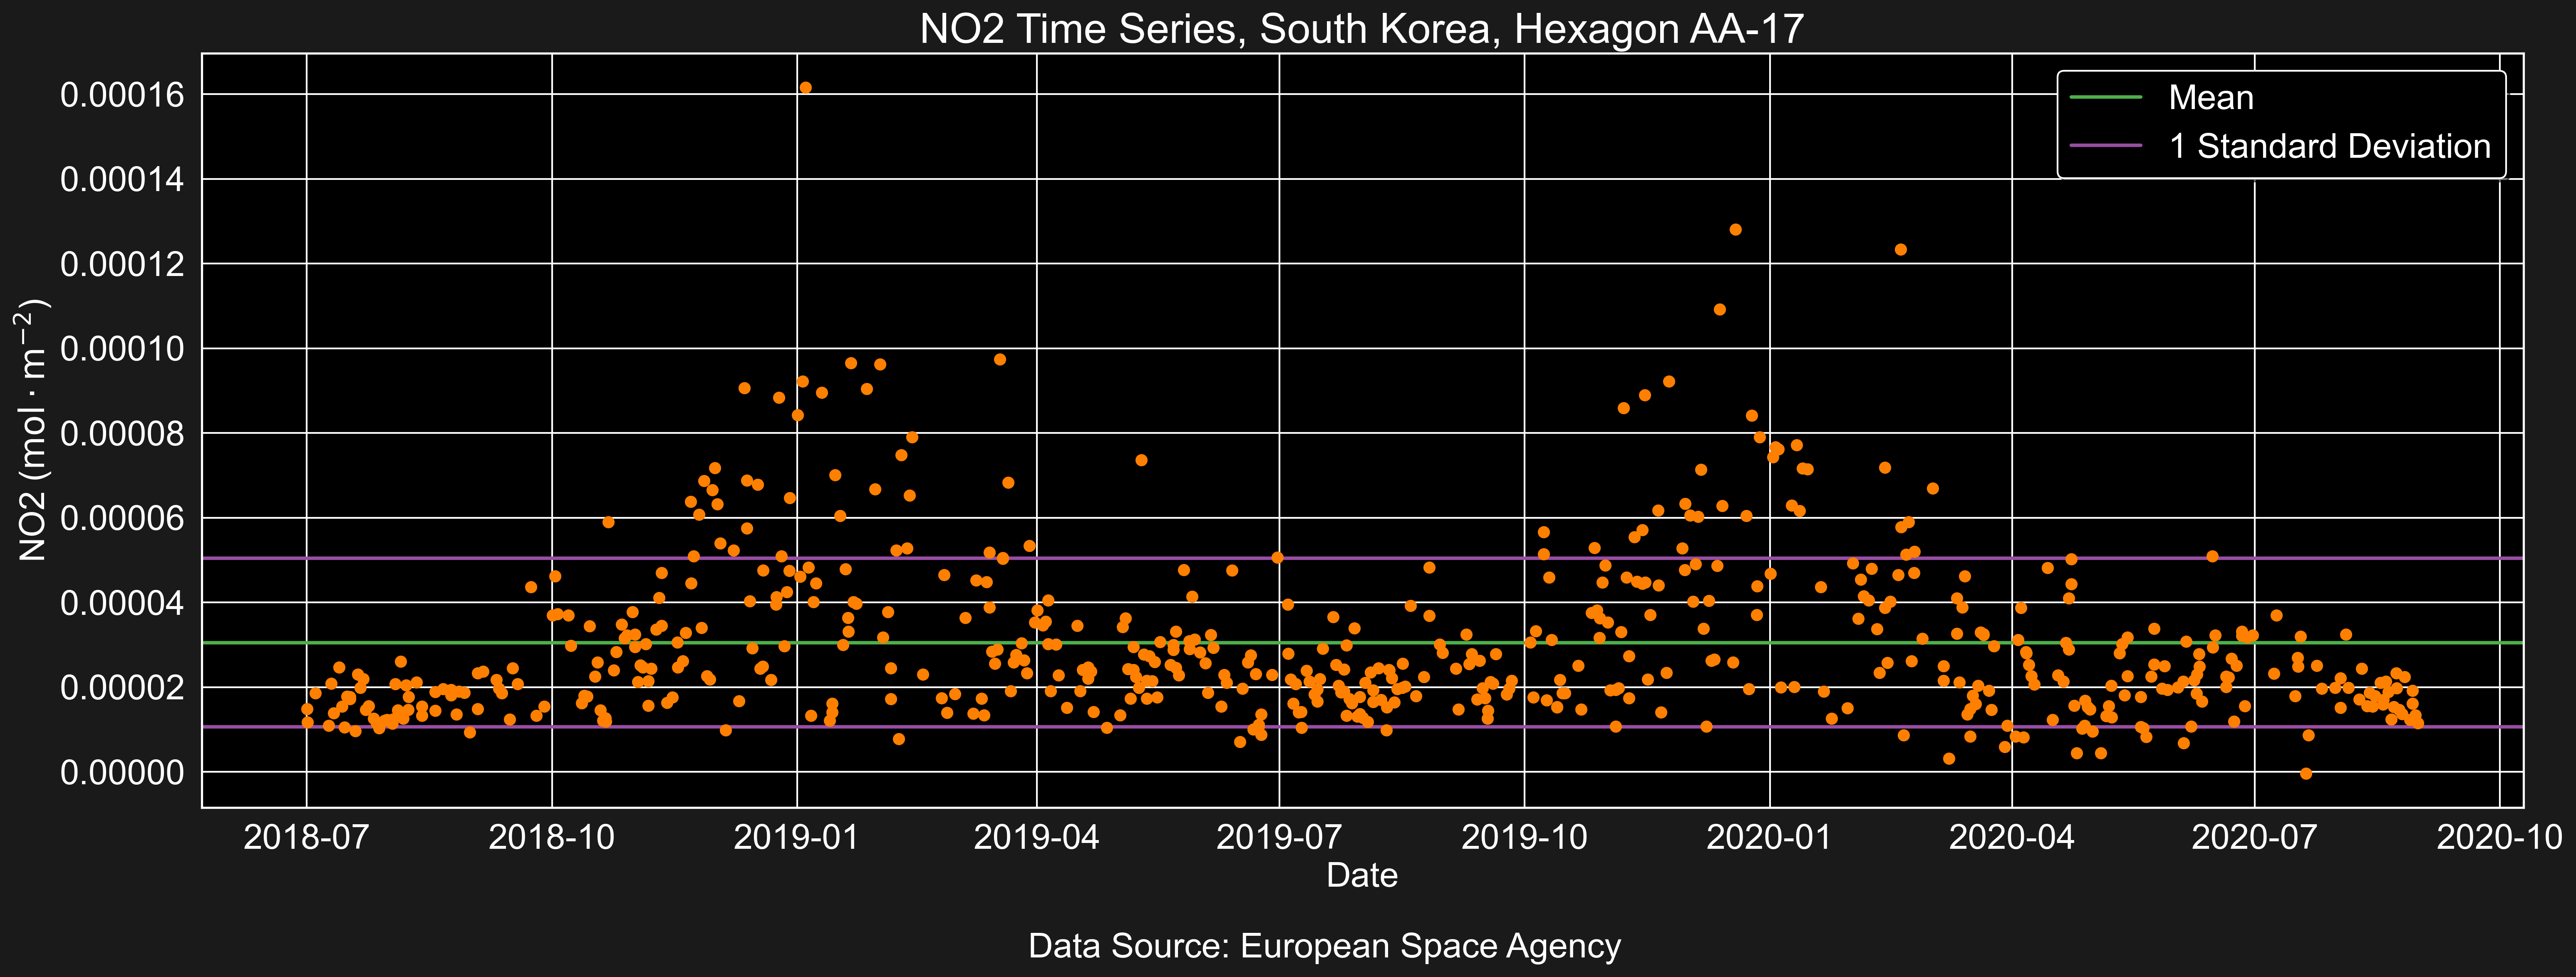 NO2 Time Series, South Korea, Hexagon AA-17
Mean
1 Standard Deviation
NO2 (mol · m⁻²)
0.00016
0.00014
0.00012
0.00010
0.00008
0.00006
0.00004
0.00002
0.00000
2018-07 2018-10 2019-01 2019-04 2019-07 2019-10 2020-01 2020-04 2020-07 2020-10
Date
Data Source: European Space Agency